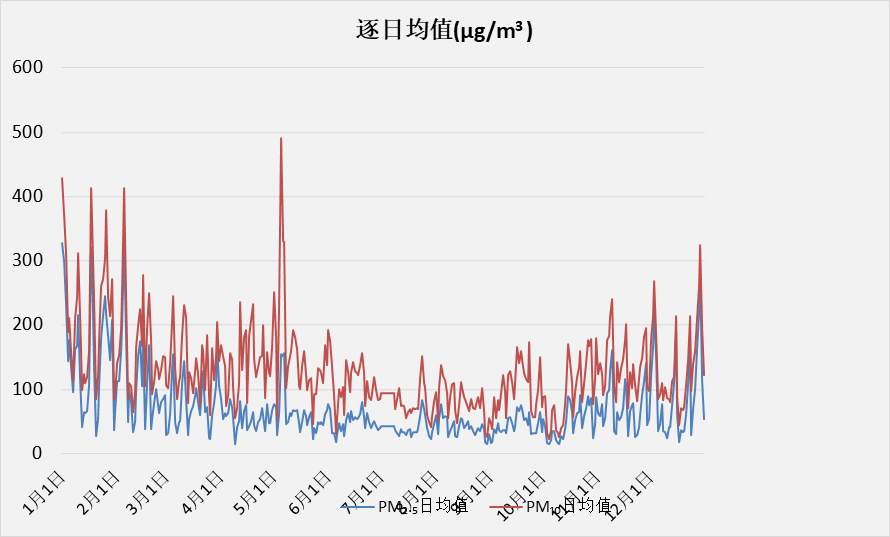 逐日均值(μg/m³)
600
500
400
300
200
100
0
1月1日
2月1日
3月1日
4月1日
5月1日
6月1日
7月1日
8月1日
9月1日
10月1日
11月1日
12月1日
PM₂.₅日均值
PM₁₀日均值